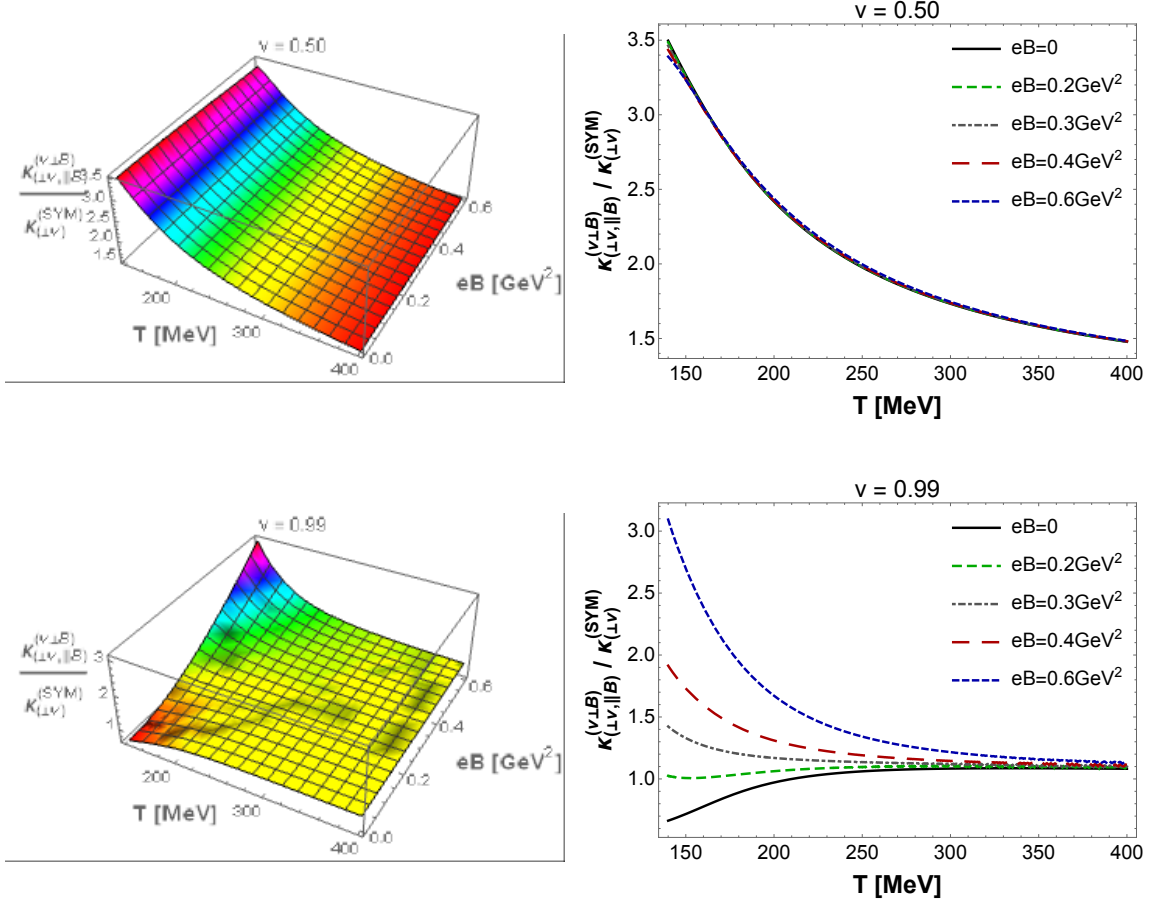 v = 0.50
κ(⊥v,∥B)^(v⊥B)
κ(⊥v)^(SYM)
3.5
3.0
2.5
2.0
1.5
200
300
400
T [MeV]
0.0
0.2
0.4
0.6
eB [GeV²]
v = 0.50
κ(⊥v,∥B)^(v⊥B) / κ(⊥v)^(SYM)
3.5
3.0
2.5
2.0
1.5
eB=0
eB=0.2GeV²
eB=0.3GeV²
eB=0.4GeV²
eB=0.6GeV²
150 200 250 300 350 400
T [MeV]
v = 0.99
κ(⊥v,∥B)^(v⊥B)
κ(⊥v)^(SYM)
3
2
1
200
300
400
T [MeV]
0.0
0.2
0.4
0.6
eB [GeV²]
v = 0.99
κ(⊥v,∥B)^(v⊥B) / κ(⊥v)^(SYM)
3.0
2.5
2.0
1.5
1.0
eB=0
eB=0.2GeV²
eB=0.3GeV²
eB=0.4GeV²
eB=0.6GeV²
150 200 250 300 350 400
T [MeV]